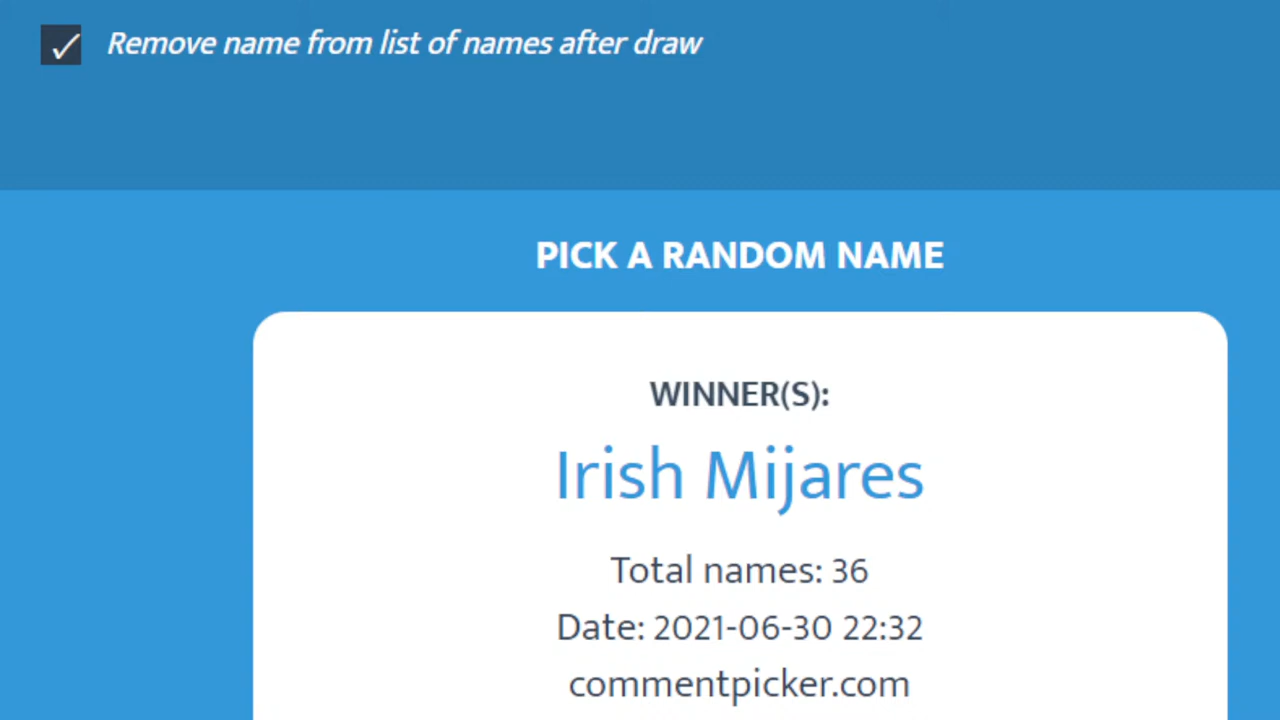 Remove name from list of names after draw
PICK A RANDOM NAME
WINNER(S):
Irish Mijares
Total names: 36
Date: 2021-06-30 22:32
commentpicker.com